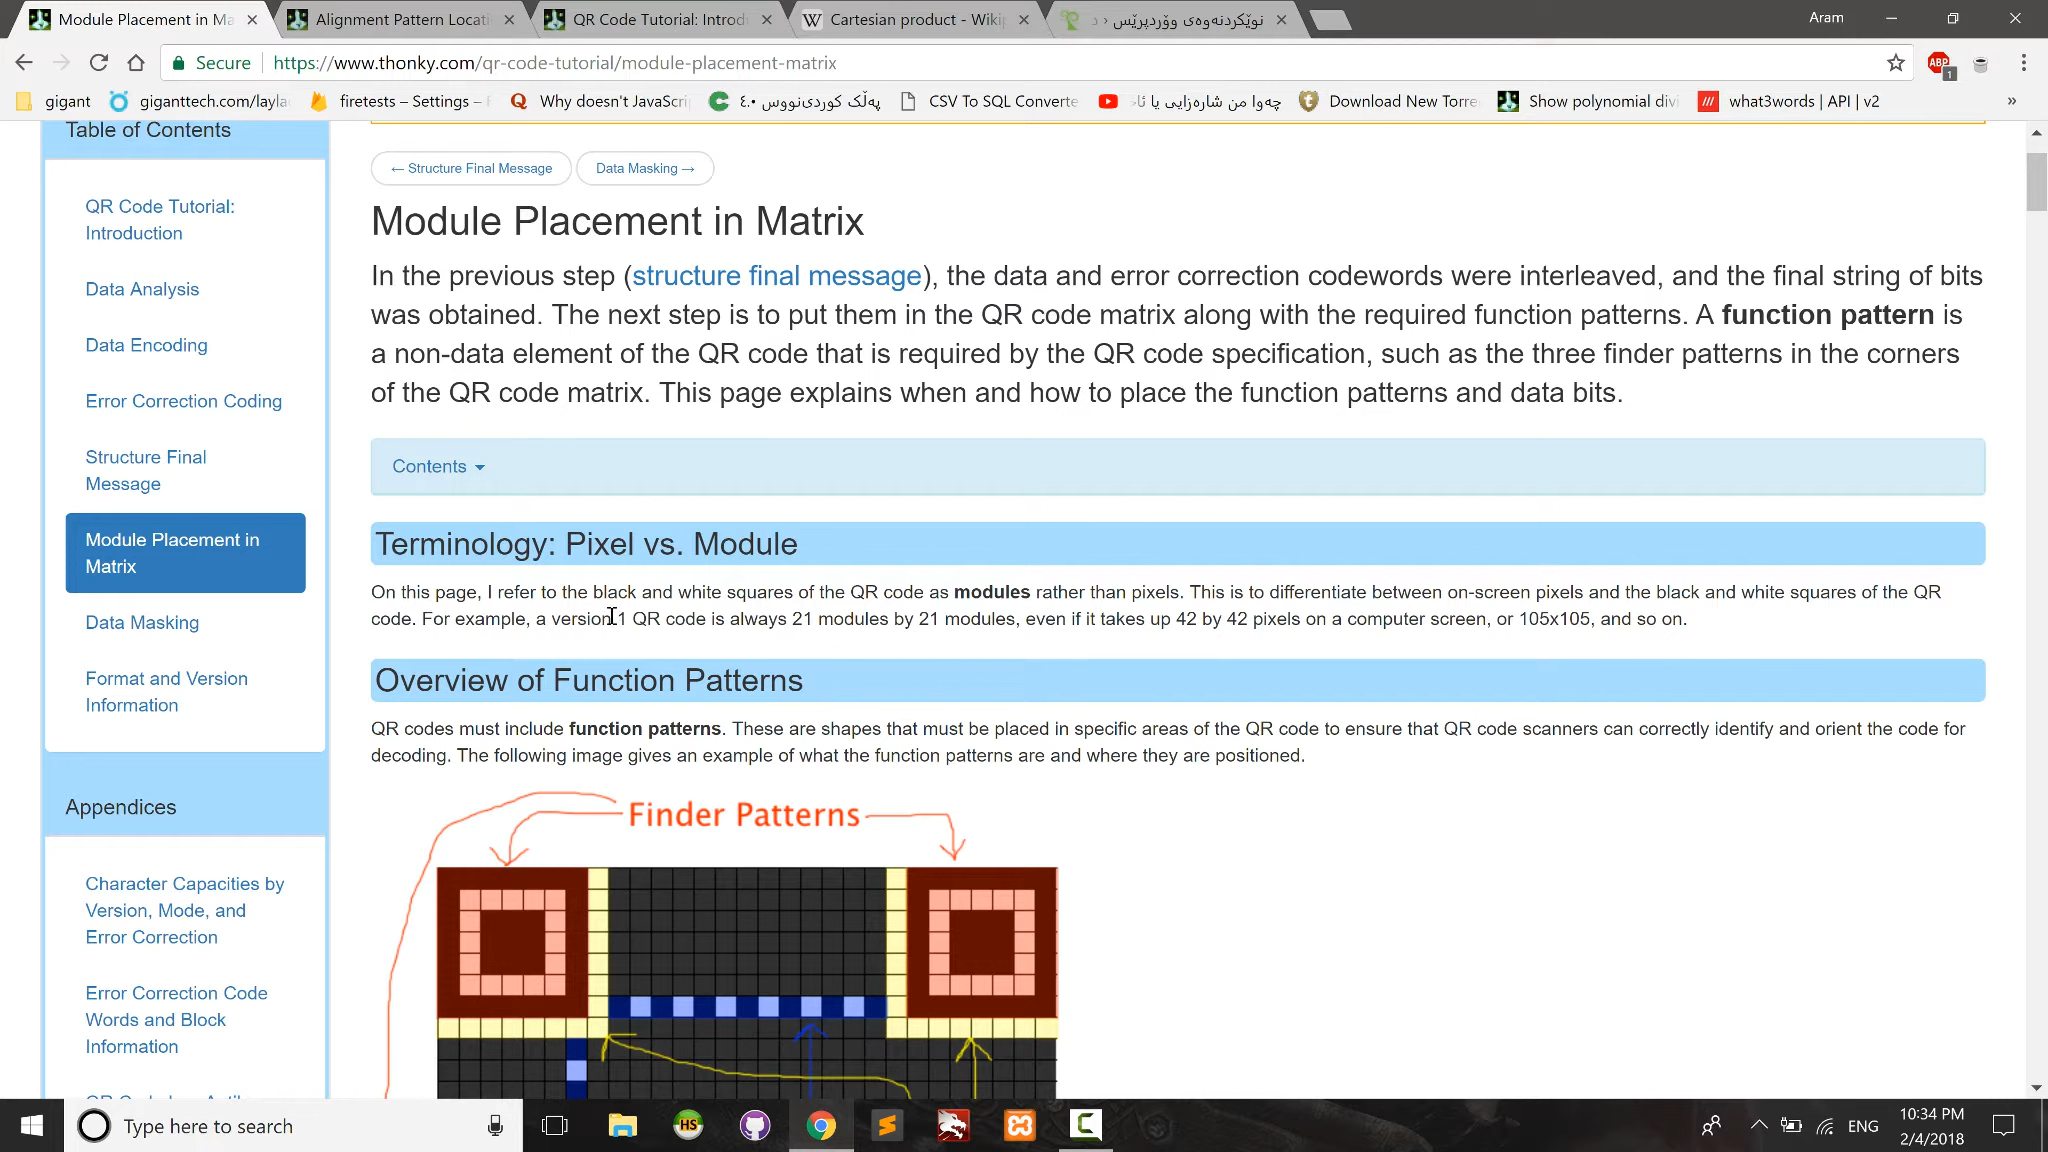 Module Placement in Ma
Alignment Pattern Locati
QR Code Tutorial: Introd
Cartesian product - Wikip
نوێکردنەوەی وۆردپرێس ‹ د
Aram
Secure
https://www.thonky.com/qr-code-tutorial/module-placement-matrix
ABP
1
gigant
giganttech.com/layla
firetests – Settings –
Why doesn't JavaScri
پەڵک کوردی‌نووس ٤.٠
CSV To SQL Converte
چەوا من شارەزایی یا ئا
Download New Torre
Show polynomial divi
what3words | API | v2
»
Table of Contents
QR Code Tutorial:
Introduction
Data Analysis
Data Encoding
Error Correction Coding
Structure Final
Message
Module Placement in
Matrix
Data Masking
Format and Version
Information
Appendices
Character Capacities by
Version, Mode, and
Error Correction
Error Correction Code
Words and Block
Information
← Structure Final Message
Data Masking →
Module Placement in Matrix
In the previous step (structure final message), the data and error correction codewords were interleaved, and the final string of bits
was obtained. The next step is to put them in the QR code matrix along with the required function patterns. A function pattern is
a non-data element of the QR code that is required by the QR code specification, such as the three finder patterns in the corners
of the QR code matrix. This page explains when and how to place the function patterns and data bits.
Contents
Terminology: Pixel vs. Module
On this page, I refer to the black and white squares of the QR code as modules rather than pixels. This is to differentiate between on-screen pixels and the black and white squares of the QR
code. For example, a version 1 QR code is always 21 modules by 21 modules, even if it takes up 42 by 42 pixels on a computer screen, or 105x105, and so on.
Overview of Function Patterns
QR codes must include function patterns. These are shapes that must be placed in specific areas of the QR code to ensure that QR code scanners can correctly identify and orient the code for
decoding. The following image gives an example of what the function patterns are and where they are positioned.
Finder Patterns
Type here to search
HS
ENG
10:34 PM
2/4/2018